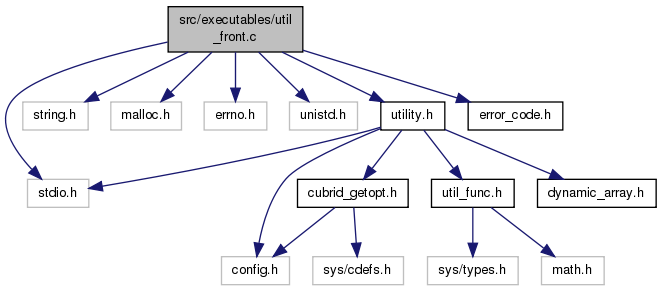 src/executables/util
_front.c
string.h
malloc.h
errno.h
unistd.h
utility.h
error_code.h
stdio.h
cubrid_getopt.h
util_func.h
dynamic_array.h
config.h
sys/cdefs.h
sys/types.h
math.h